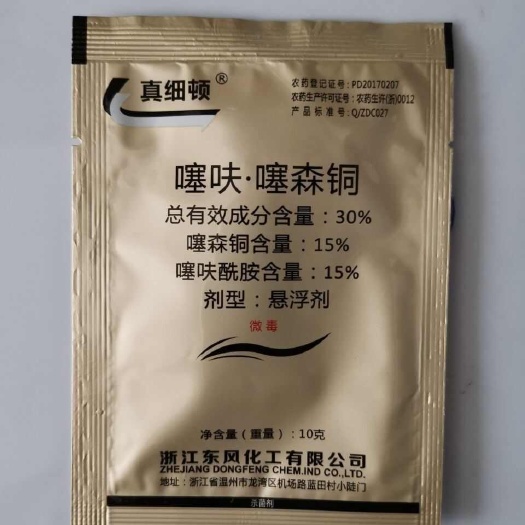 真细顿®
农药登记证号：PD20170207
农药生产许可证号：农药生许(浙)0012
产品标准号：Q/ZDC027
噻呋·噻森铜
总有效成分含量：30%
噻森铜含量：15%
噻呋酰胺含量：15%
剂型：悬浮剂
微毒
净含量（重量）:10克
浙江东风化工有限公司
ZHEJIANG DONGFENG CHEM.IND CO.,LTD.
地址：浙江省温州市龙湾区机场路蓝田村小陡门
杀菌剂